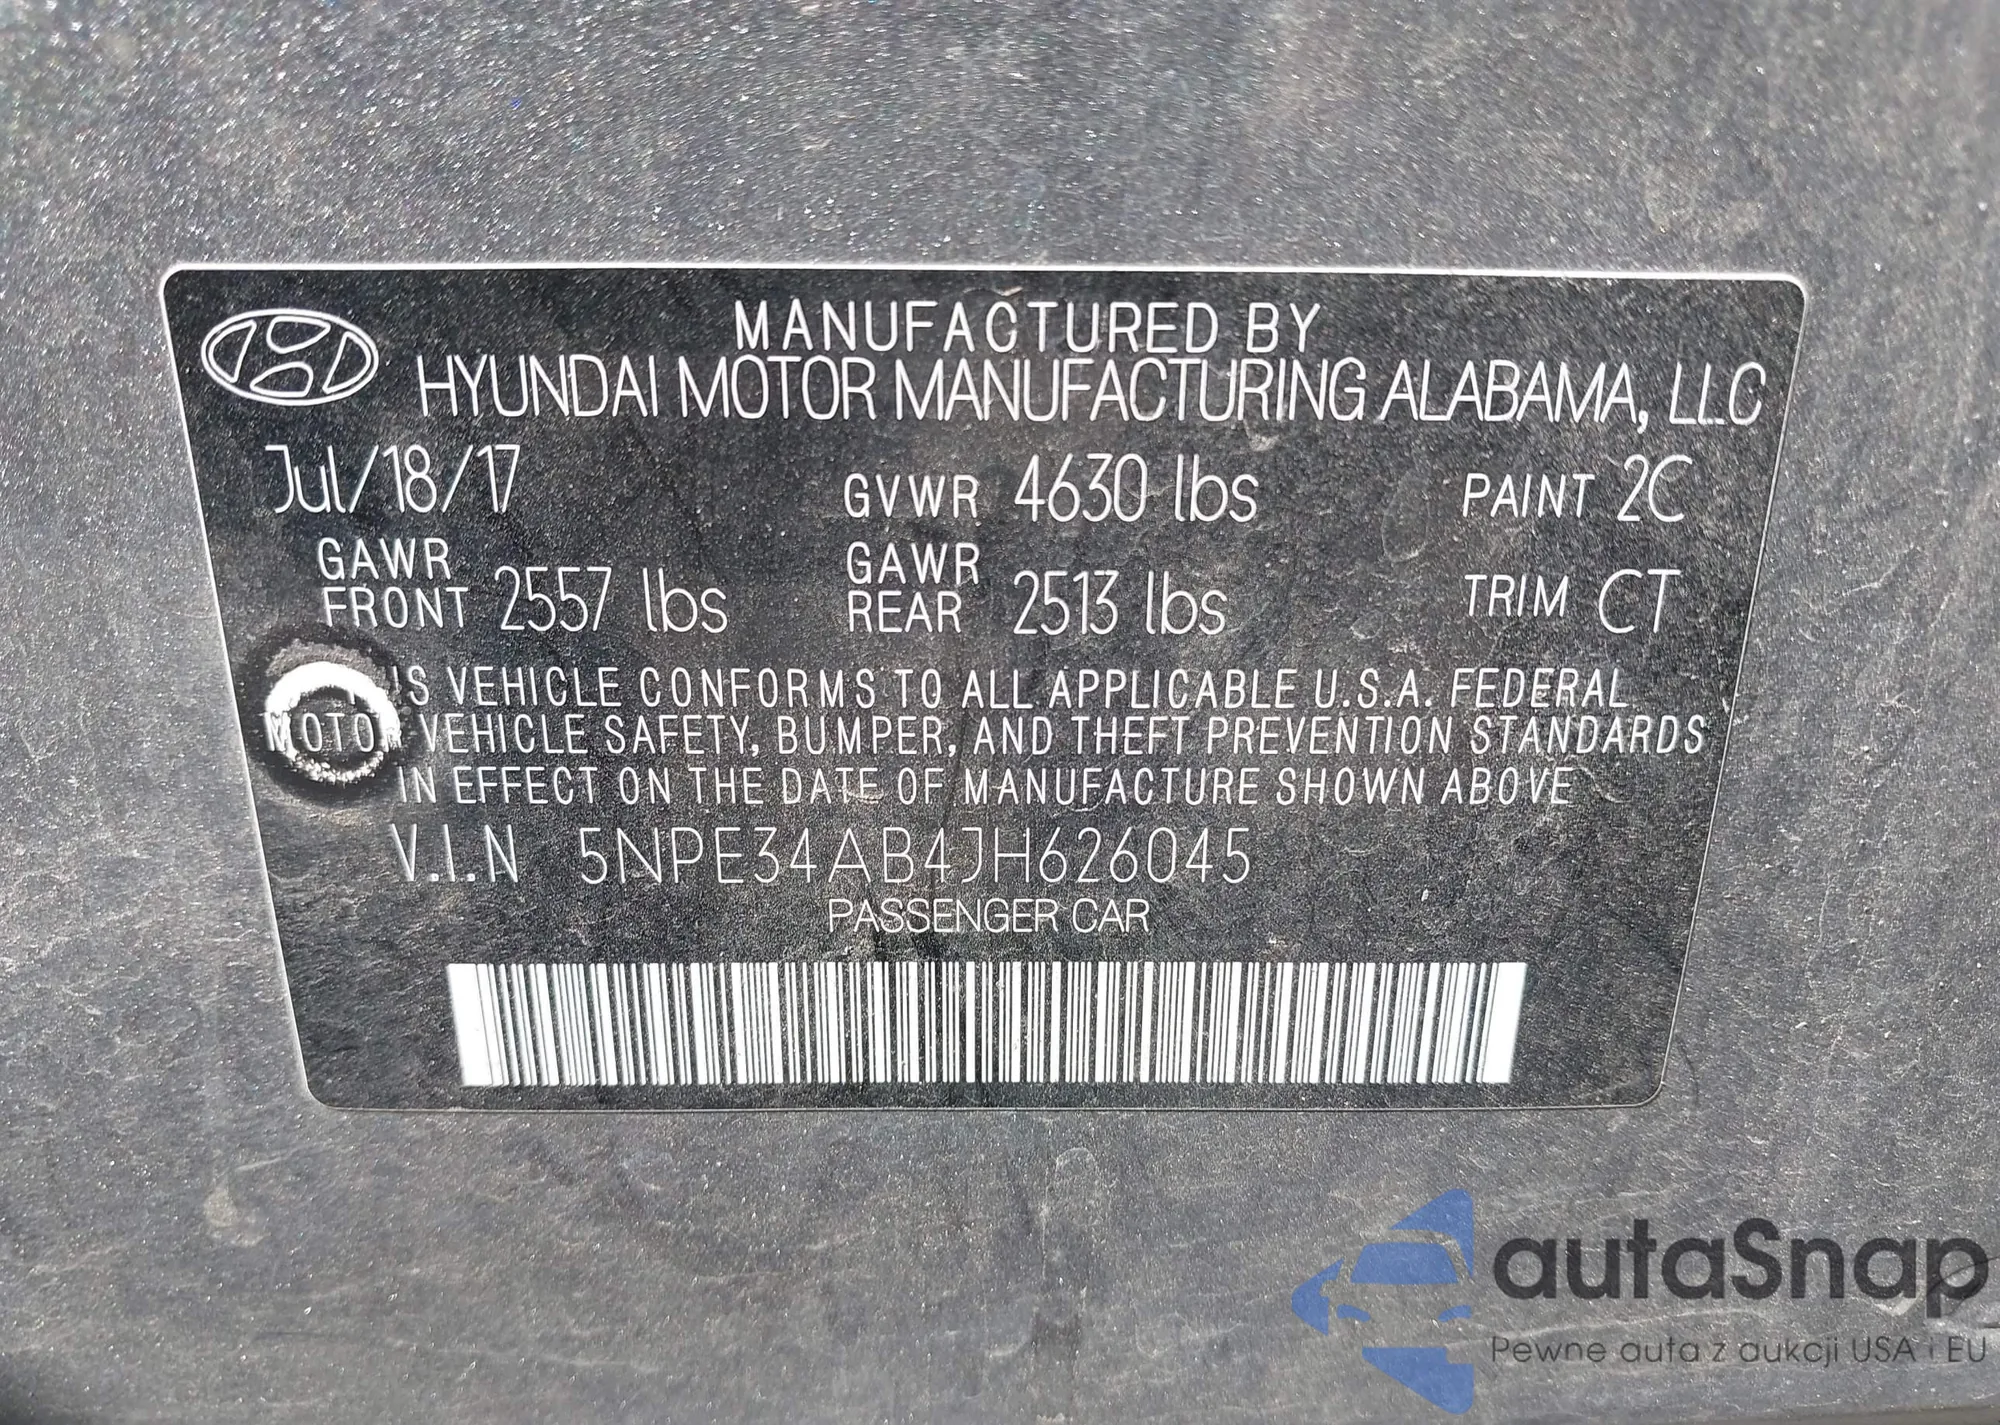 MANUFACTURED BY
HYUNDAI MOTOR MANUFACTURING ALABAMA, LLC
Jul/18/17 GVWR 4630 lbs PAINT 2C
GAWR FRONT 2557 lbs GAWR REAR 2513 lbs TRIM CT
IS VEHICLE CONFORMS TO ALL APPLICABLE U.S.A. FEDERAL
MOTOR VEHICLE SAFETY, BUMPER, AND THEFT PREVENTION STANDARDS
IN EFFECT ON THE DATE OF MANUFACTURE SHOWN ABOVE
V.I.N 5NPE34AB4JH626045
PASSENGER CAR
autaSnap
Pewne auta z aukcji USA i EU